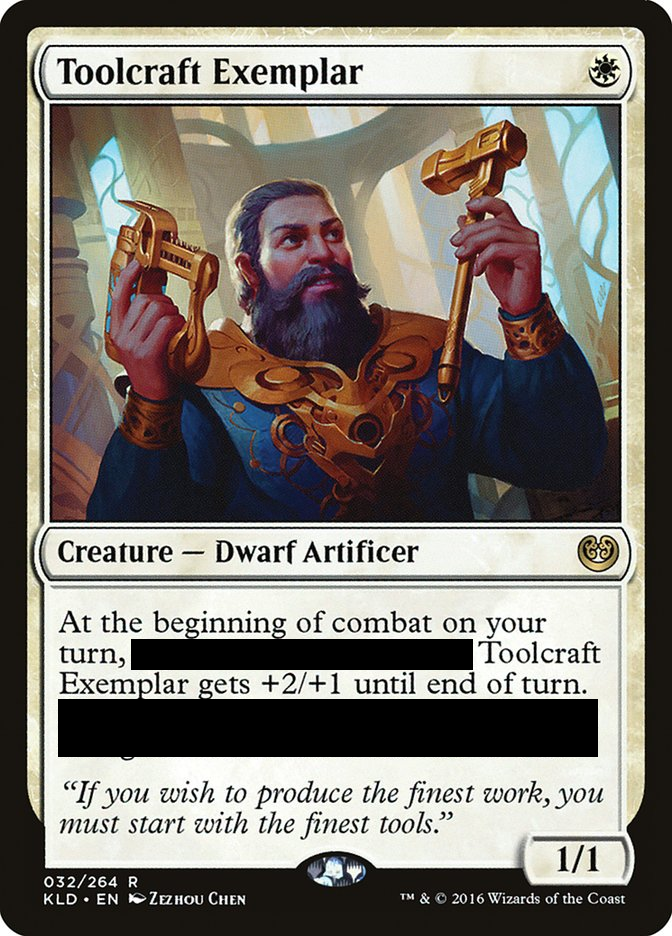 Toolcraft Exemplar
Creature — Dwarf Artificer
At the beginning of combat on your
turn, Toolcraft
Exemplar gets +2/+1 until end of turn.
“If you wish to produce the finest work, you
must start with the finest tools.”
1/1
032/264 R
KLD • EN Zezhou Chen
™ & © 2016 Wizards of the Coast